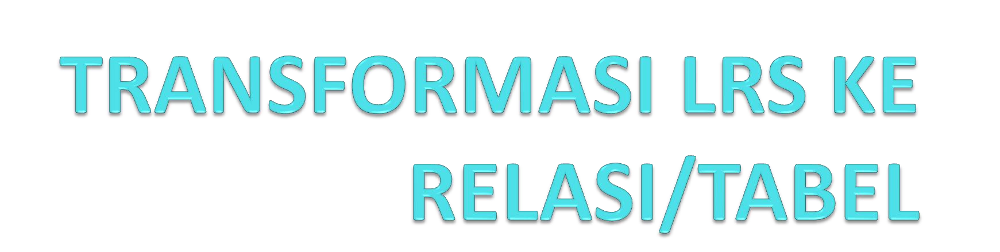 TRANSFORMASI LRS KE
RELASI/TABEL